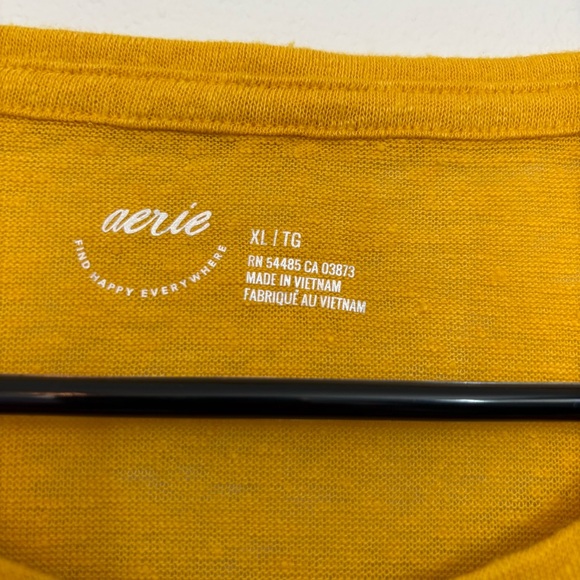 aerie
FIND HAPPY EVERYWHERE
XL | TG
RN 54485 CA 03873
MADE IN VIETNAM
FABRIQUÉ AU VIETNAM